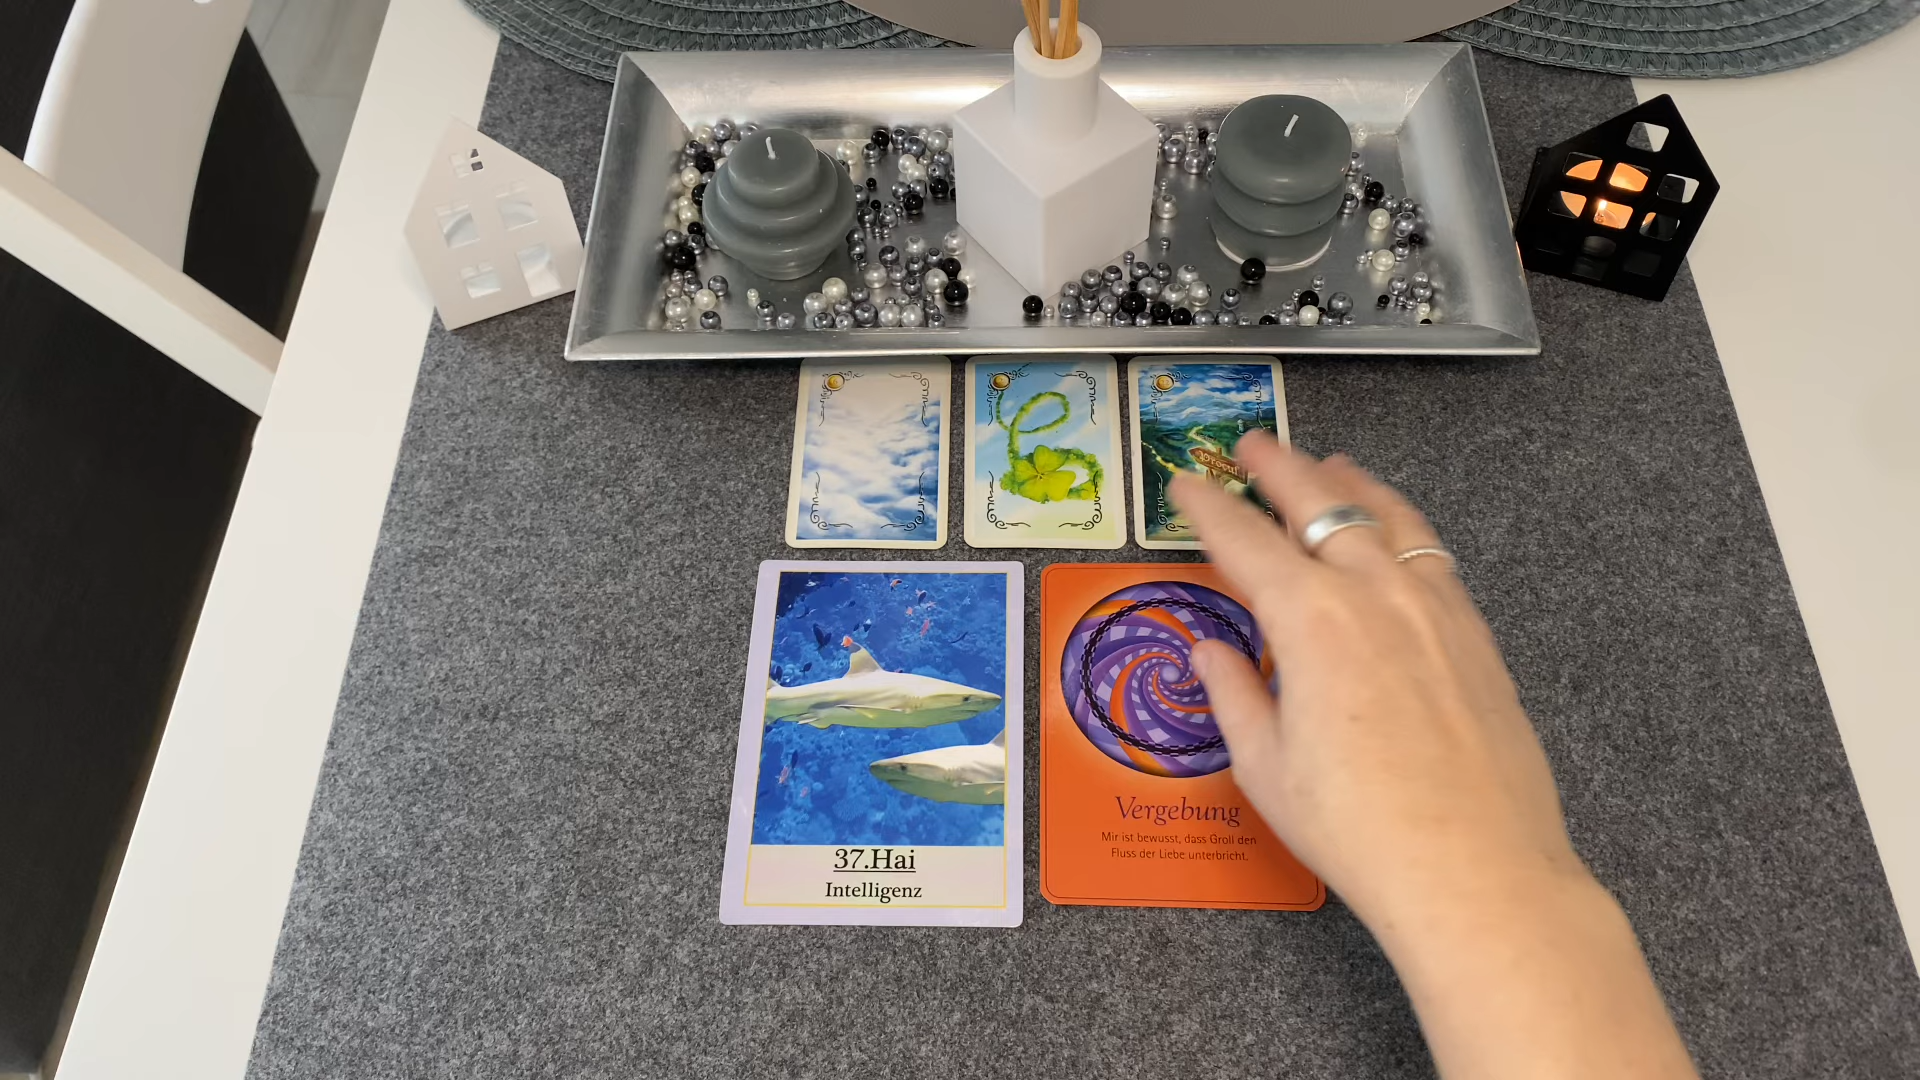 37.Hai
Intelligenz
Vergebung
Mir ist bewusst, dass Groll den
Fluss der Liebe unterbricht.